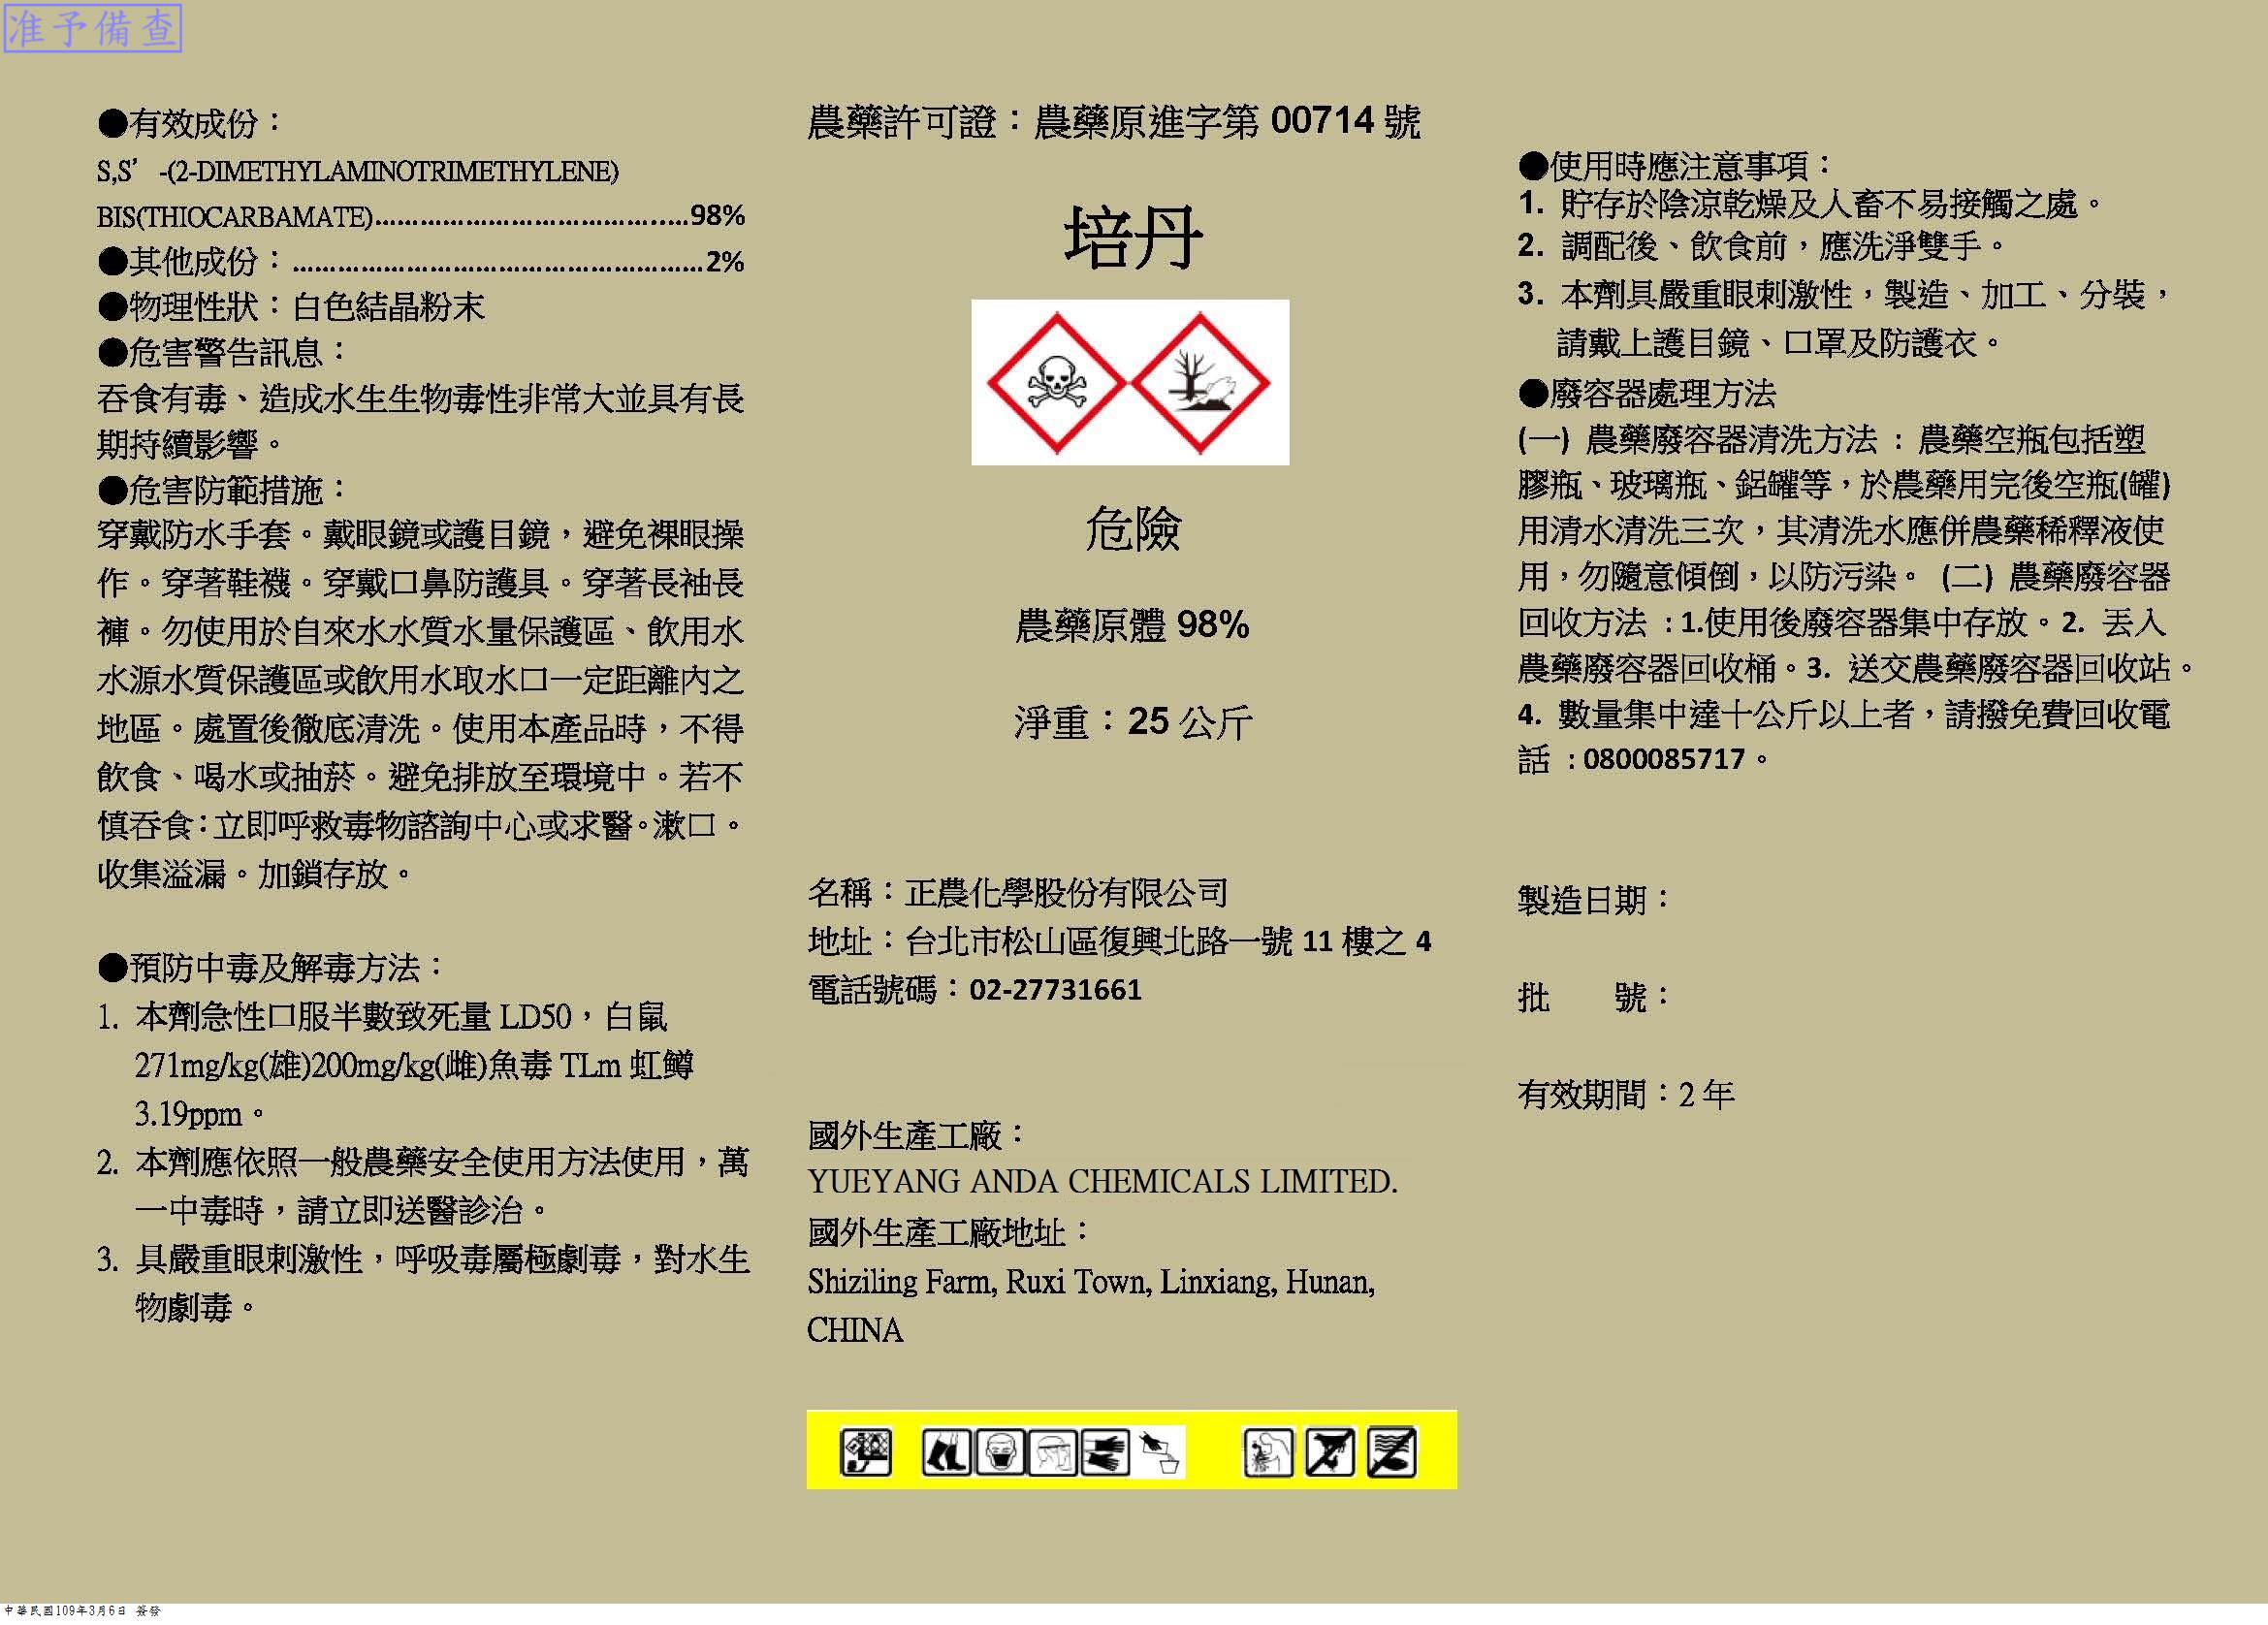 准予備查
●有效成份：
S,S’-(2-DIMETHYLAMINOTRIMETHYLENE)
BIS(THIOCARBAMATE)..........................................98%
●其他成份：......................................................2%
●物理性狀：白色結晶粉末
●危害警告訊息：
吞食有毒、造成水生生物毒性非常大並具有長
期持續影響。
●危害防範措施：
穿戴防水手套。戴眼鏡或護目鏡，避免裸眼操
作。穿著鞋襪。穿戴口鼻防護具。穿著長袖長
褲。勿使用於自來水水質水量保護區、飲用水
水源水質保護區或飲用水取水口一定距離內之
地區。處置後徹底清洗。使用本產品時，不得
飲食、喝水或抽菸。避免排放至環境中。若不
慎吞食：立即呼救毒物諮詢中心或求醫。漱口。
收集溢漏。加鎖存放。
●預防中毒及解毒方法：
1. 本劑急性口服半數致死量 LD50，白鼠
271mg/kg(雄)200mg/kg(雌)魚毒 TLm 虹鱒
3.19ppm。
2. 本劑應依照一般農藥安全使用方法使用，萬
一中毒時，請立即送醫診治。
3. 具嚴重眼刺激性，呼吸毒屬極劇毒，對水生
物劇毒。
農藥許可證：農藥原進字第 00714 號
培丹
危險
農藥原體 98%
淨重：25 公斤
名稱：正農化學股份有限公司
地址：台北市松山區復興北路一號 11 樓之 4
電話號碼：02-27731661
國外生產工廠：
YUEYANG ANDA CHEMICALS LIMITED.
國外生產工廠地址：
Shiziling Farm, Ruxi Town, Linxiang, Hunan,
CHINA
●使用時應注意事項：
1. 貯存於陰涼乾燥及人畜不易接觸之處。
2. 調配後、飲食前，應洗淨雙手。
3. 本劑具嚴重眼刺激性，製造、加工、分裝，
請戴上護目鏡、口罩及防護衣。
●廢容器處理方法
(一) 農藥廢容器清洗方法 : 農藥空瓶包括塑
膠瓶、玻璃瓶、鋁罐等，於農藥用完後空瓶(罐)
用清水清洗三次，其清洗水應併農藥稀釋液使
用，勿隨意傾倒，以防污染。 (二) 農藥廢容器
回收方法 : 1.使用後廢容器集中存放。2. 丟入
農藥廢容器回收桶。3. 送交農藥廢容器回收站。
4. 數量集中達十公斤以上者，請撥免費回收電
話 : 0800085717。
製造日期：
批　　號：
有效期間：2 年
中華民國109年3月6日 簽發